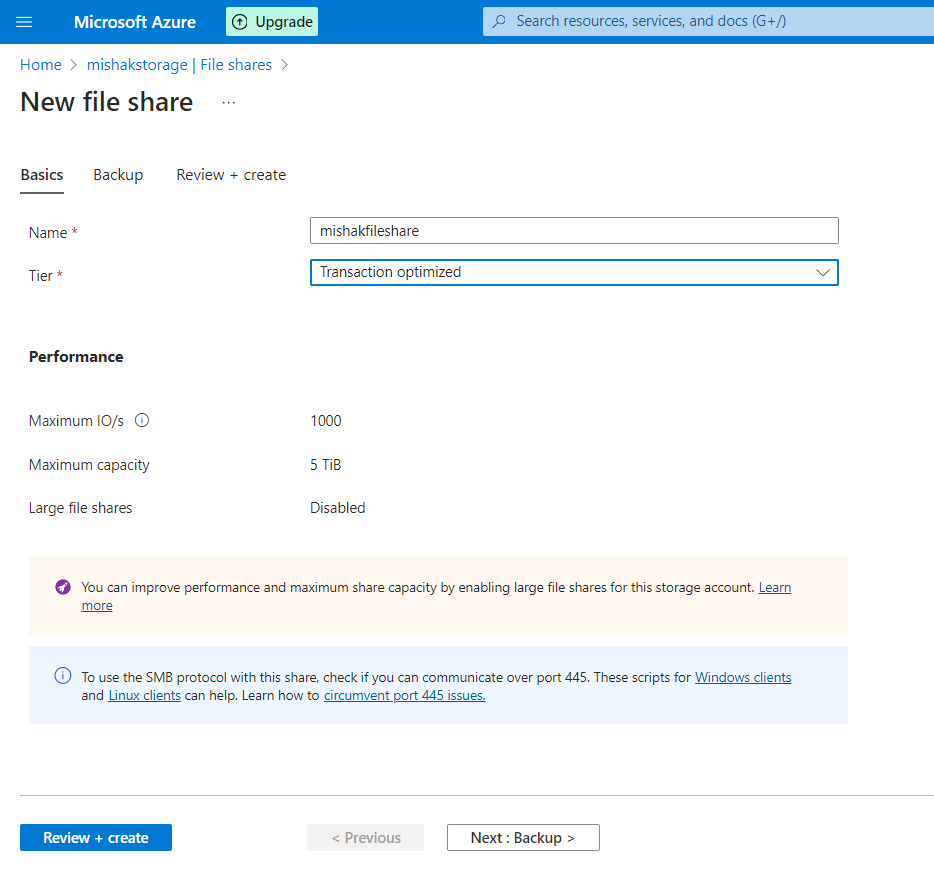 Microsoft Azure
Upgrade
Search resources, services, and docs (G+/)
Home > mishakstorage | File shares >
New file share ...
Basics Backup Review + create
Name *
mishakfileshare
Tier *
Transaction optimized
Performance
Maximum IO/s
1000
Maximum capacity
5 TiB
Large file shares
Disabled
You can improve performance and maximum share capacity by enabling large file shares for this storage account. Learn
more
To use the SMB protocol with this share, check if you can communicate over port 445. These scripts for Windows clients
and Linux clients can help. Learn how to circumvent port 445 issues.
Review + create
< Previous
Next : Backup >